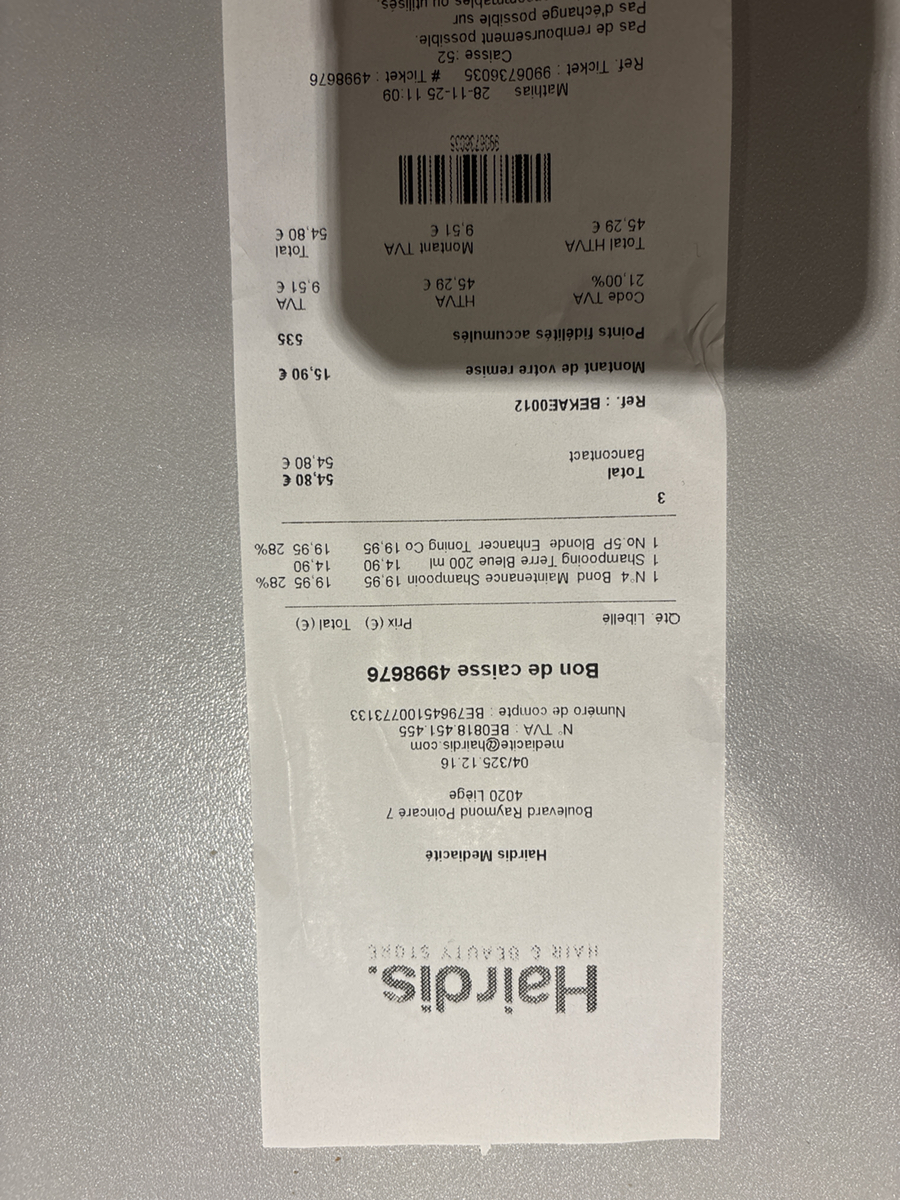 Hairdis.
HAIR & BEAUTY STORE
Hairdis Mediacité
Boulevard Raymond Poincaré 7
4020 Liège
04/325.12.16
mediacite@hairdis.com
N° TVA : BE0818.451.455
Numéro de compte : BE79645100773133
Bon de caisse 4998676
Qté. Libellé Prix (€) Total (€)
1 N°4 Bond Maintenance Shampooin 19,95 19,95 28%
1 Shampooing Terre Bleue 200 ml 14,90 14,90
1 No.5P Blonde Enhancer Toning Co 19,95 19,95 28%
3
Total 54,80 €
Bancontact 54,80 €
Ref. : BEKAE0012
Montant de votre remise 15,90 €
Points fidélités accumulés 535
Code TVA HTVA TVA
21,00% 45,29 € 9,51 €
Total HTVA Montant TVA Total
45,29 € 9,51 € 54,80 €
9906736035
Mathias 28-11-25 11:09
Ref. Ticket : 9906736035 # Ticket : 4998676
Caisse :52
Pas de remboursement possible.
Pas d'échange possible sur
ou utilisés.